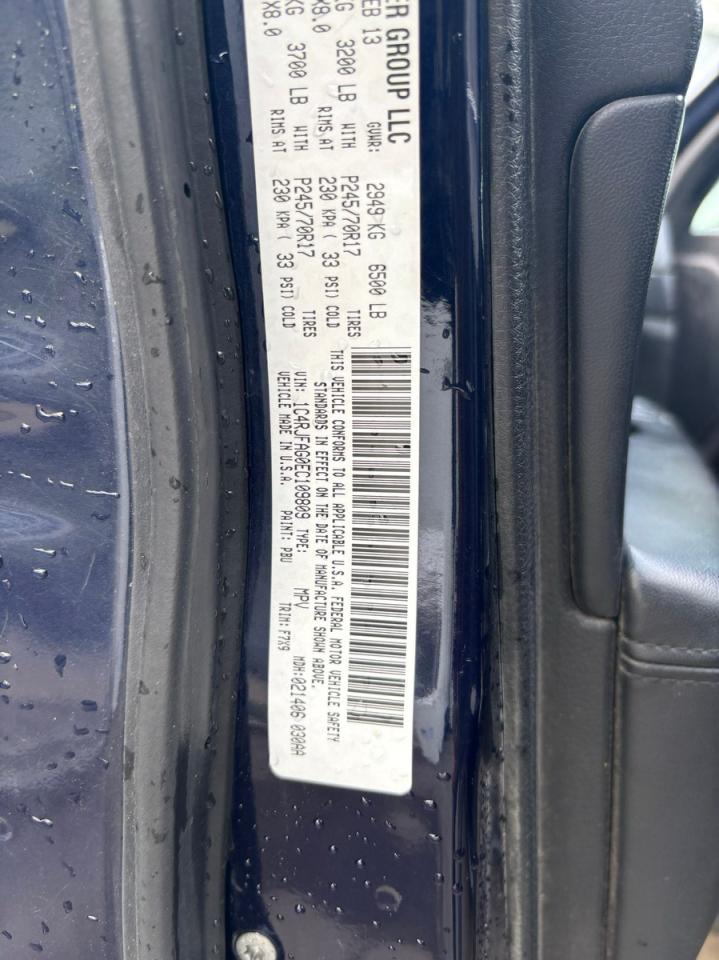 ER GROUP LLC
EB 13 GVWR: 2949 KG 6500 LB
G 3200 LB WITH P245/70R17 TIRES
X8.0 RIMS AT 230 KPA ( 33 PSI) COLD
KG 3700 LB WITH P245/70R17 TIRES
X8.0 RIMS AT 230 KPA ( 33 PSI) COLD
THIS VEHICLE CONFORMS TO ALL APPLICABLE U.S.A. FEDERAL MOTOR VEHICLE SAFETY
STANDARDS IN EFFECT ON THE DATE OF MANUFACTURE SHOWN ABOVE.
VIN: 1C4RJFAG0EC109809 TYPE: MPV MDH:021406 030AA
VEHICLE MADE IN U.S.A. PAINT: PBU TRIM: F7X9